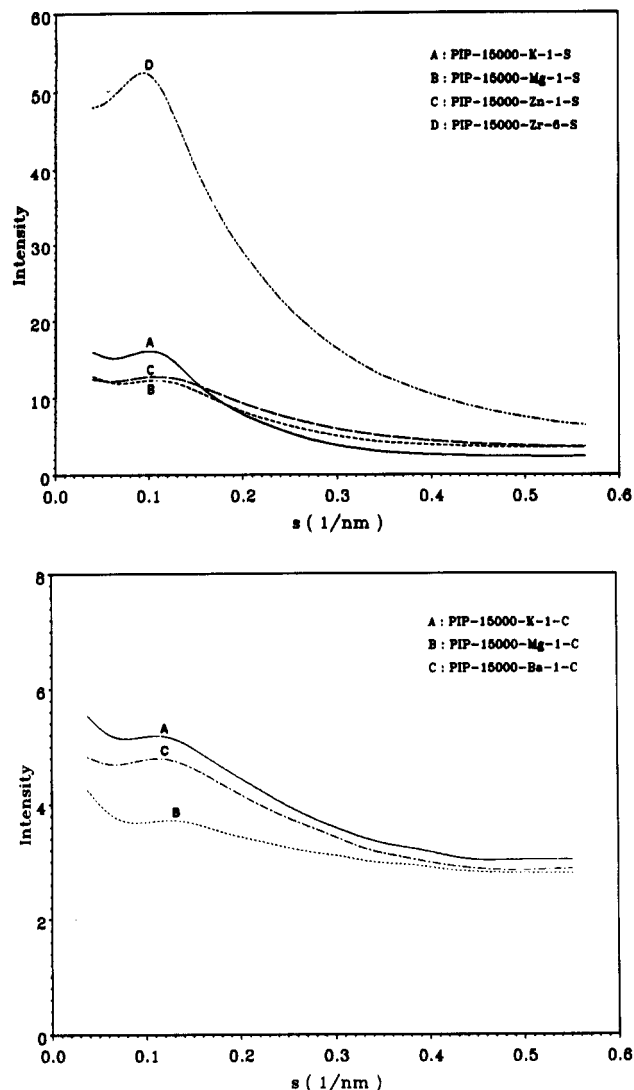 60
50
40
30
20
10
0
Intensity
D
A
C
B
A : PIP-15000-K-1-S
B : PIP-15000-Mg-1-S
C : PIP-15000-Zn-1-S
D : PIP-15000-Zr-6-S
0.0 0.1 0.2 0.3 0.4 0.5 0.6
s ( 1/nm )
8
6
4
2
0
Intensity
A
C
B
A : PIP-15000-K-1-C
B : PIP-15000-Mg-1-C
C : PIP-15000-Ba-1-C
0.0 0.1 0.2 0.3 0.4 0.5 0.6
s ( 1/nm )